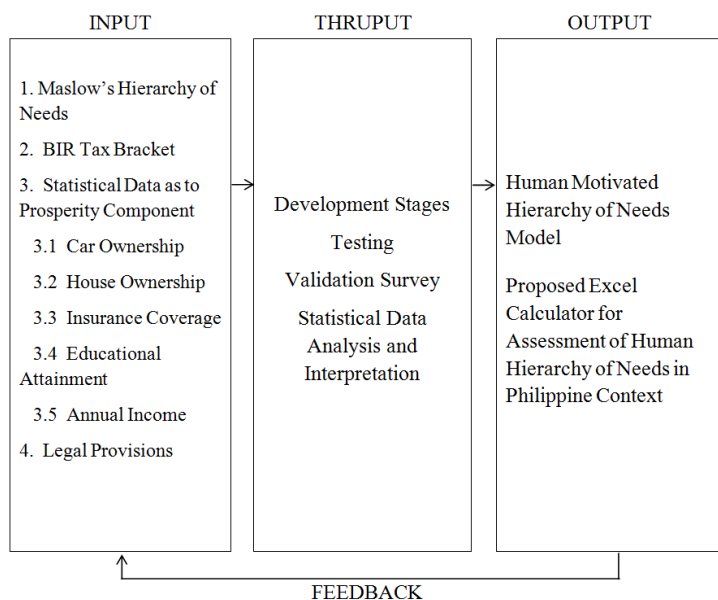 INPUT
1. Maslow's Hierarchy of
Needs
2. BIR Tax Bracket
3. Statistical Data as to
Prosperity Component
3.1 Car Ownership
3.2 House Ownership
3.3 Insurance Coverage
3.4 Educational
Attainment
3.5 Annual Income
4. Legal Provisions
THRUPUT
Development Stages
Testing
Validation Survey
Statistical Data
Analysis and
Interpretation
OUTPUT
Human Motivated
Hierarchy of Needs
Model
Proposed Excel
Calculator for
Assessment of Human
Hierarchy of Needs in
Philippine Context
FEEDBACK